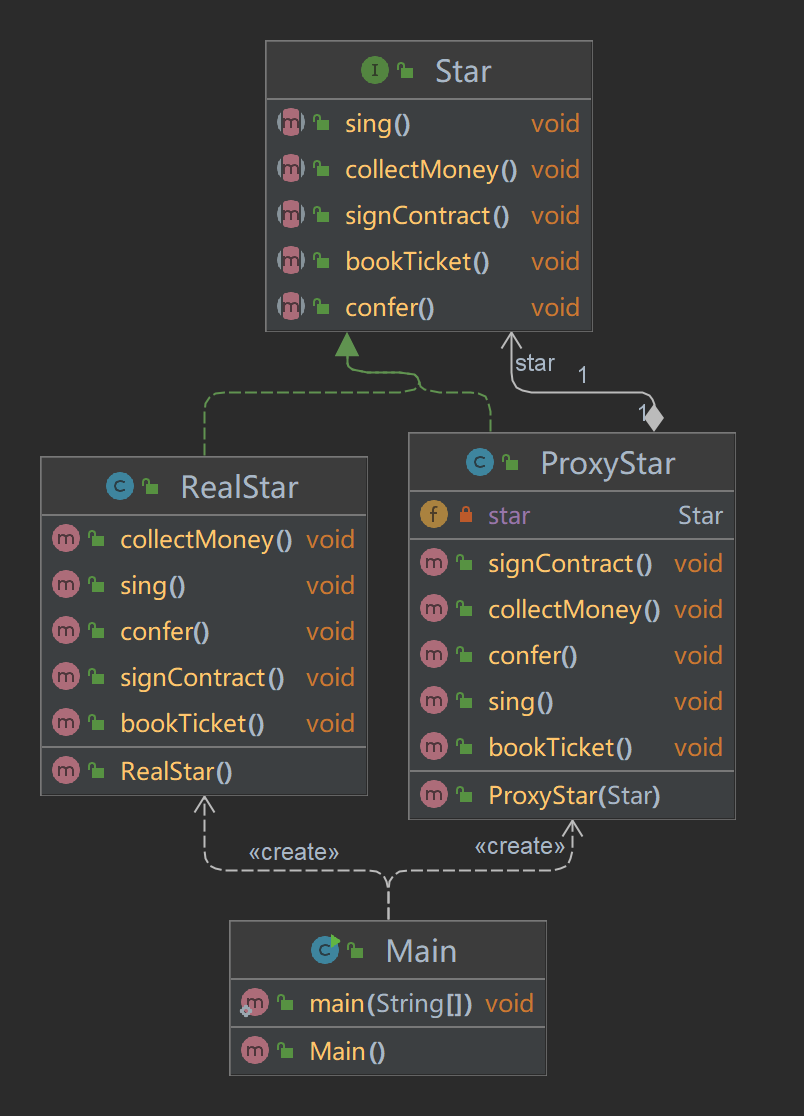 Star
sing() void
collectMoney() void
signContract() void
bookTicket() void
confer() void
star
1
1
RealStar
collectMoney() void
sing() void
confer() void
signContract() void
bookTicket() void
RealStar()
ProxyStar
star Star
signContract() void
collectMoney() void
confer() void
sing() void
bookTicket() void
ProxyStar(Star)
«create»
«create»
Main
main(String[]) void
Main()